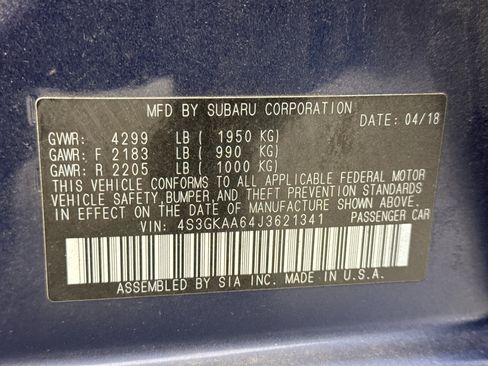 MFD BY SUBARU CORPORATION
DATE: 04/18
GVWR: 4299 LB ( 1950 KG)
GAWR: F 2183 LB ( 990 KG)
GAWR: R 2205 LB ( 1000 KG)
THIS VEHICLE CONFORMS TO ALL APPLICABLE FEDERAL MOTOR
VEHICLE SAFETY, BUMPER, AND THEFT PREVENTION STANDARDS
IN EFFECT ON THE DATE OF MANUFACTURE SHOWN ABOVE.
VIN: 4S3GKAA64J3621341 PASSENGER CAR
ASSEMBLED BY SIA INC. MADE IN U.S.A.